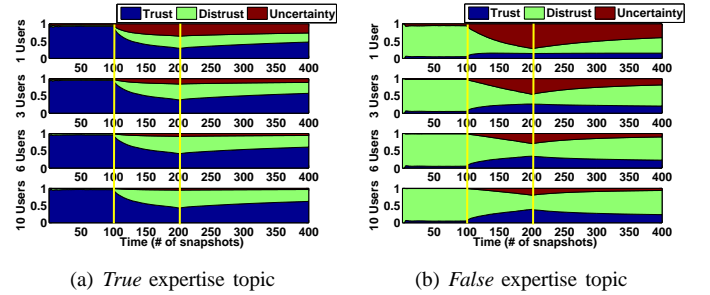 Trust Distrust Uncertainty
1 Users
1
0.5
0
50 100 150 200 250 300 350 400
3 Users
1
0.5
0
50 100 150 200 250 300 350 400
6 Users
1
0.5
0
50 100 150 200 250 300 350 400
10 Users
1
0.5
0
50 100 150 200 250 300 350 400
Time (# of snapshots)
(a) True expertise topic
Trust Distrust Uncertainty
1 User
1
0.5
0
50 100 150 200 250 300 350 400
3 Users
1
0.5
0
50 100 150 200 250 300 350 400
6 Users
1
0.5
0
50 100 150 200 250 300 350 400
10 Users
1
0.5
0
50 100 150 200 250 300 350 400
Time (# of snapshots)
(b) False expertise topic